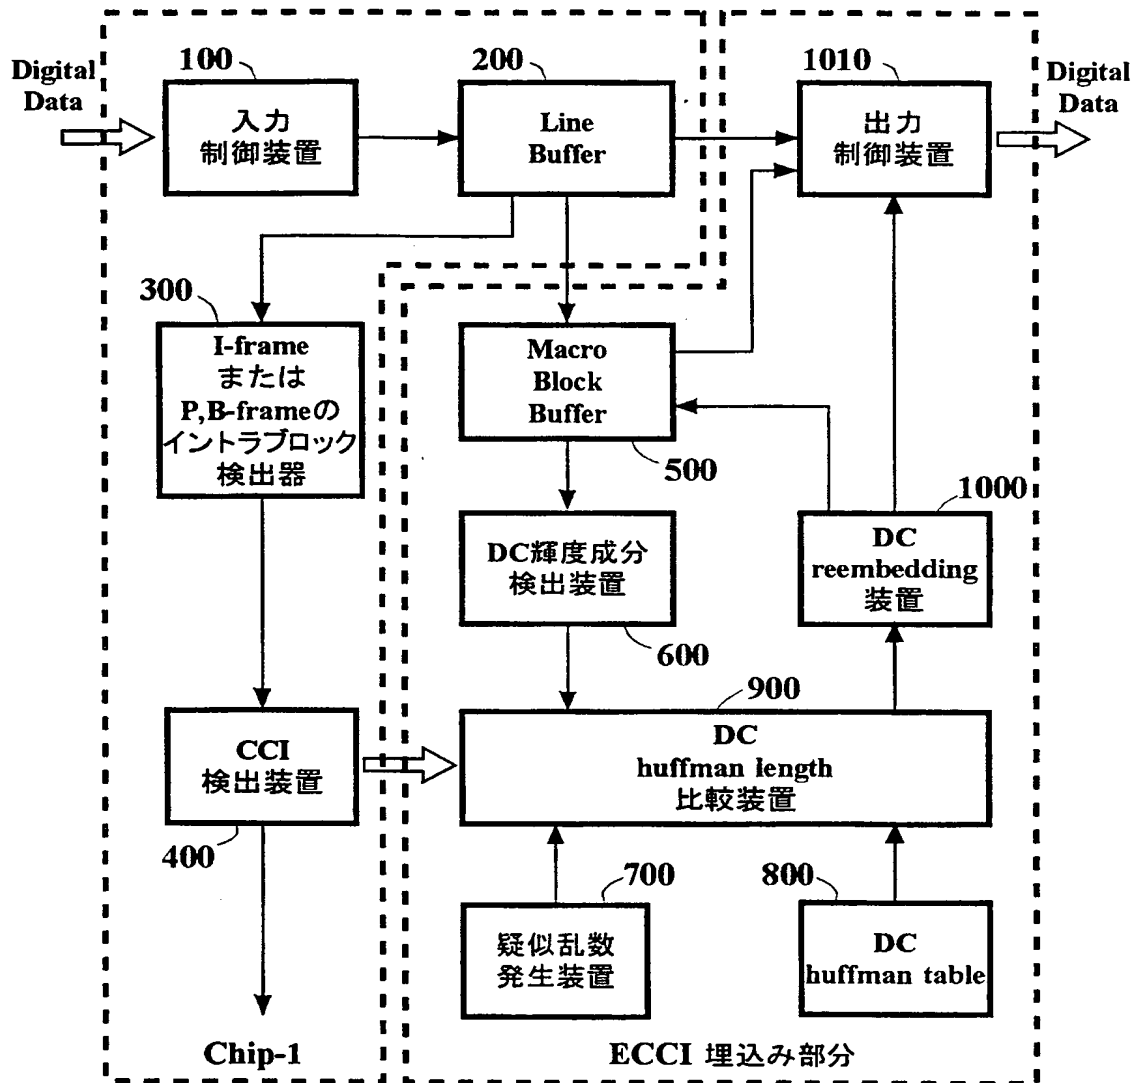 100
200
1010
Digital
Data
入力
制御装置
Line
Buffer
出力
制御装置
Digital
Data
300
I-frame
または
P,B-frameの
イントラブロック
検出器
Macro
Block
Buffer
500
1000
DC輝度成分
検出装置
DC
reembedding
装置
600
900
CCI
検出装置
DC
huffman length
比較装置
400
700
800
疑似乱数
発生装置
DC
huffman table
Chip-1
ECCI 埋込み部分